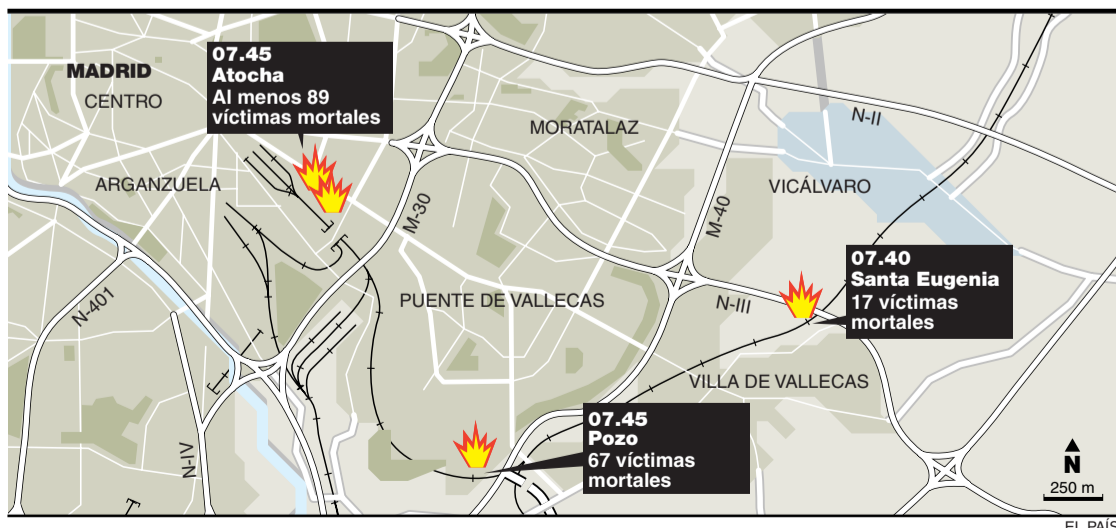 07.45
Atocha
Al menos 89
víctimas mortales
MADRID
CENTRO
MORATALAZ
N-II
ARGANZUELA
VICÁLVARO
M-30
M-40
07.40
Santa Eugenia
17 víctimas
mortales
N-401
PUENTE DE VALLECAS
N-III
VILLA DE VALLECAS
07.45
Pozo
67 víctimas
mortales
N-IV
N
250 m
EL PAÍS